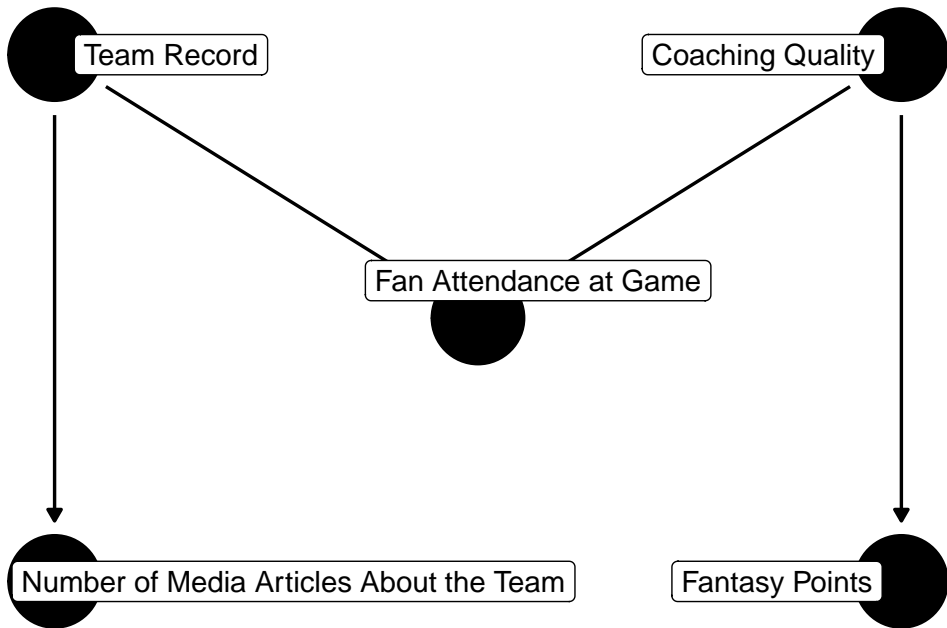 Team Record
Coaching Quality
Fan Attendance at Game
Number of Media Articles About the Team
Fantasy Points